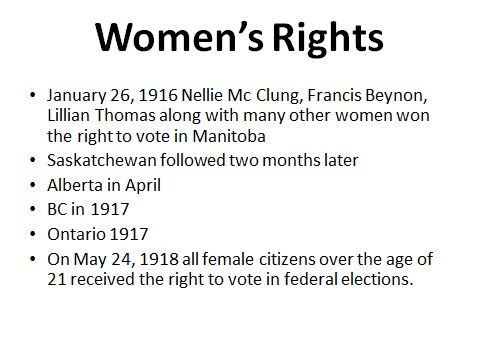 Women's Rights
• January 26, 1916 Nellie Mc Clung, Francis Beynon,
Lillian Thomas along with many other women won
the right to vote in Manitoba
• Saskatchewan followed two months later
• Alberta in April
• BC in 1917
• Ontario 1917
• On May 24, 1918 all female citizens over the age of
21 received the right to vote in federal elections.